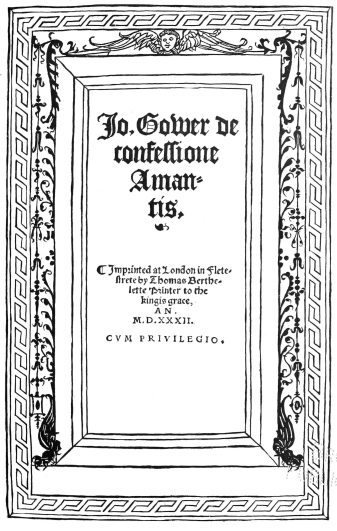 Jo. Gower de
confessione
Aman-
tis.
☙
¶ Imprinted at London in Flete-
strete by Thomas Berthe-
lette Printer to the
kingis grace,
AN.
M.D.XXXII.
CVM PRIVILEGIO.